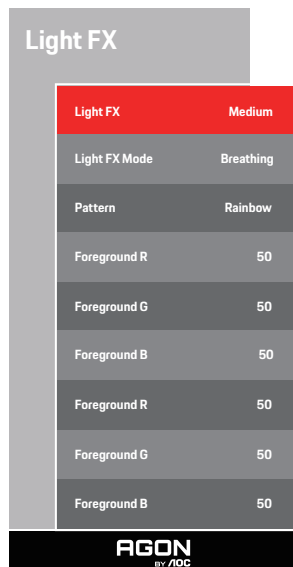 Light FX
Light FX Medium
Light FX Mode Breathing
Pattern Rainbow
Foreground R 50
Foreground G 50
Foreground B 50
Foreground R 50
Foreground G 50
Foreground B 50
AGON
BY AOC